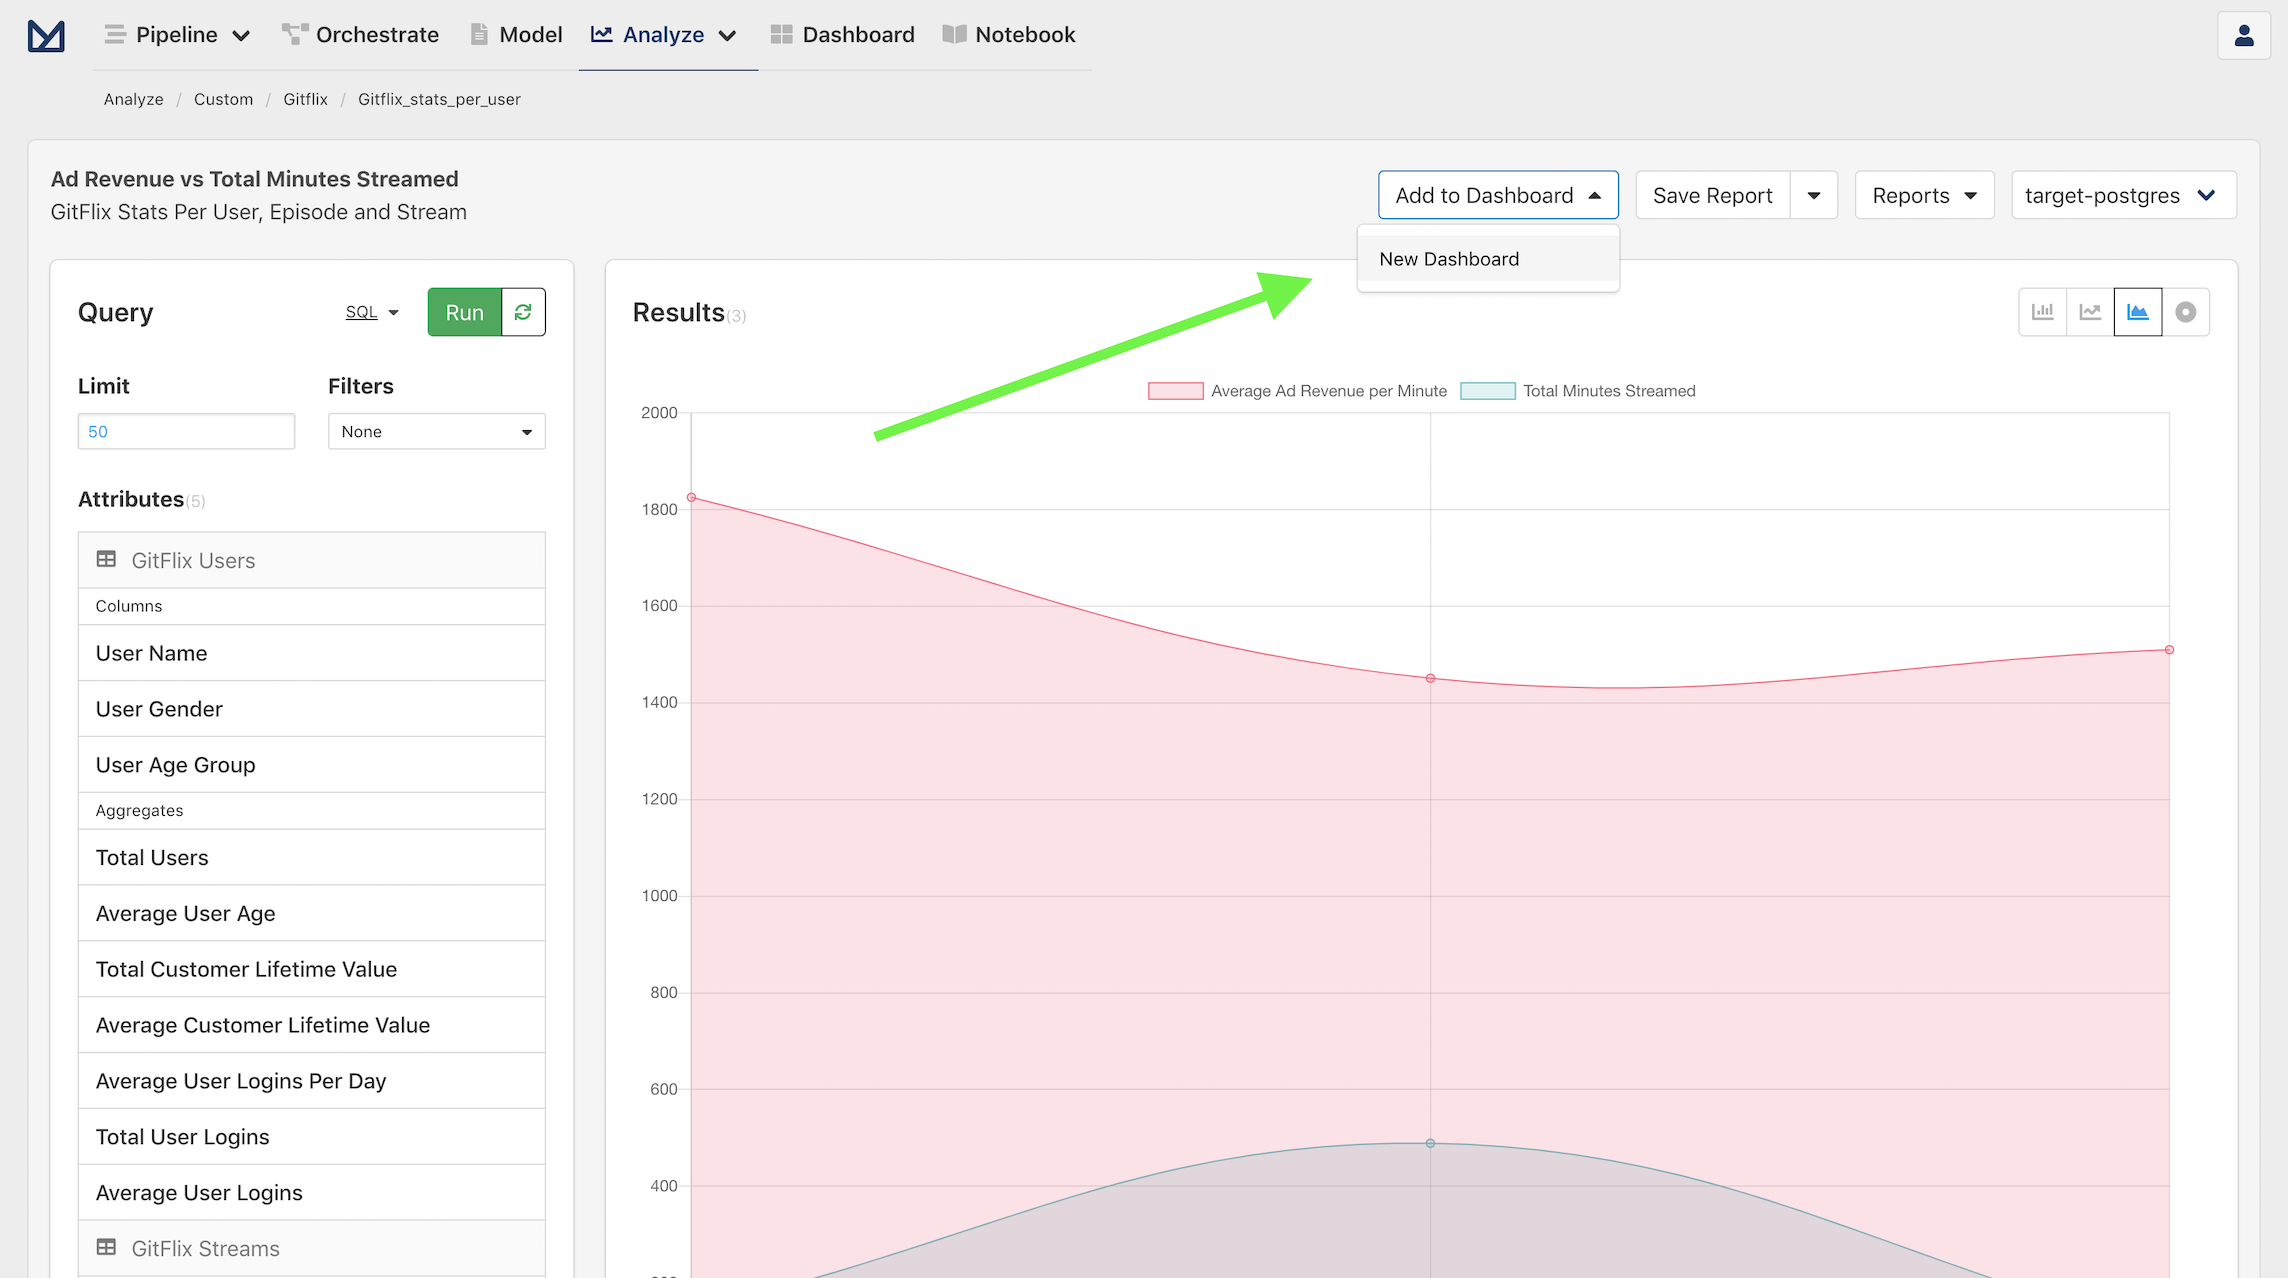 Pipeline Orchestrate Model Analyze Dashboard Notebook
Analyze / Custom / Gitflix / Gitflix_stats_per_user
Ad Revenue vs Total Minutes Streamed
GitFlix Stats Per User, Episode and Stream
Add to Dashboard
Save Report
Reports
target-postgres
New Dashboard
Query
SQL
Run
Limit
Filters
50
None
Attributes(5)
GitFlix Users
Columns
User Name
User Gender
User Age Group
Aggregates
Total Users
Average User Age
Total Customer Lifetime Value
Average Customer Lifetime Value
Average User Logins Per Day
Total User Logins
Average User Logins
GitFlix Streams
Results(3)
Average Ad Revenue per Minute
Total Minutes Streamed
2000
1800
1600
1400
1200
1000
800
600
400